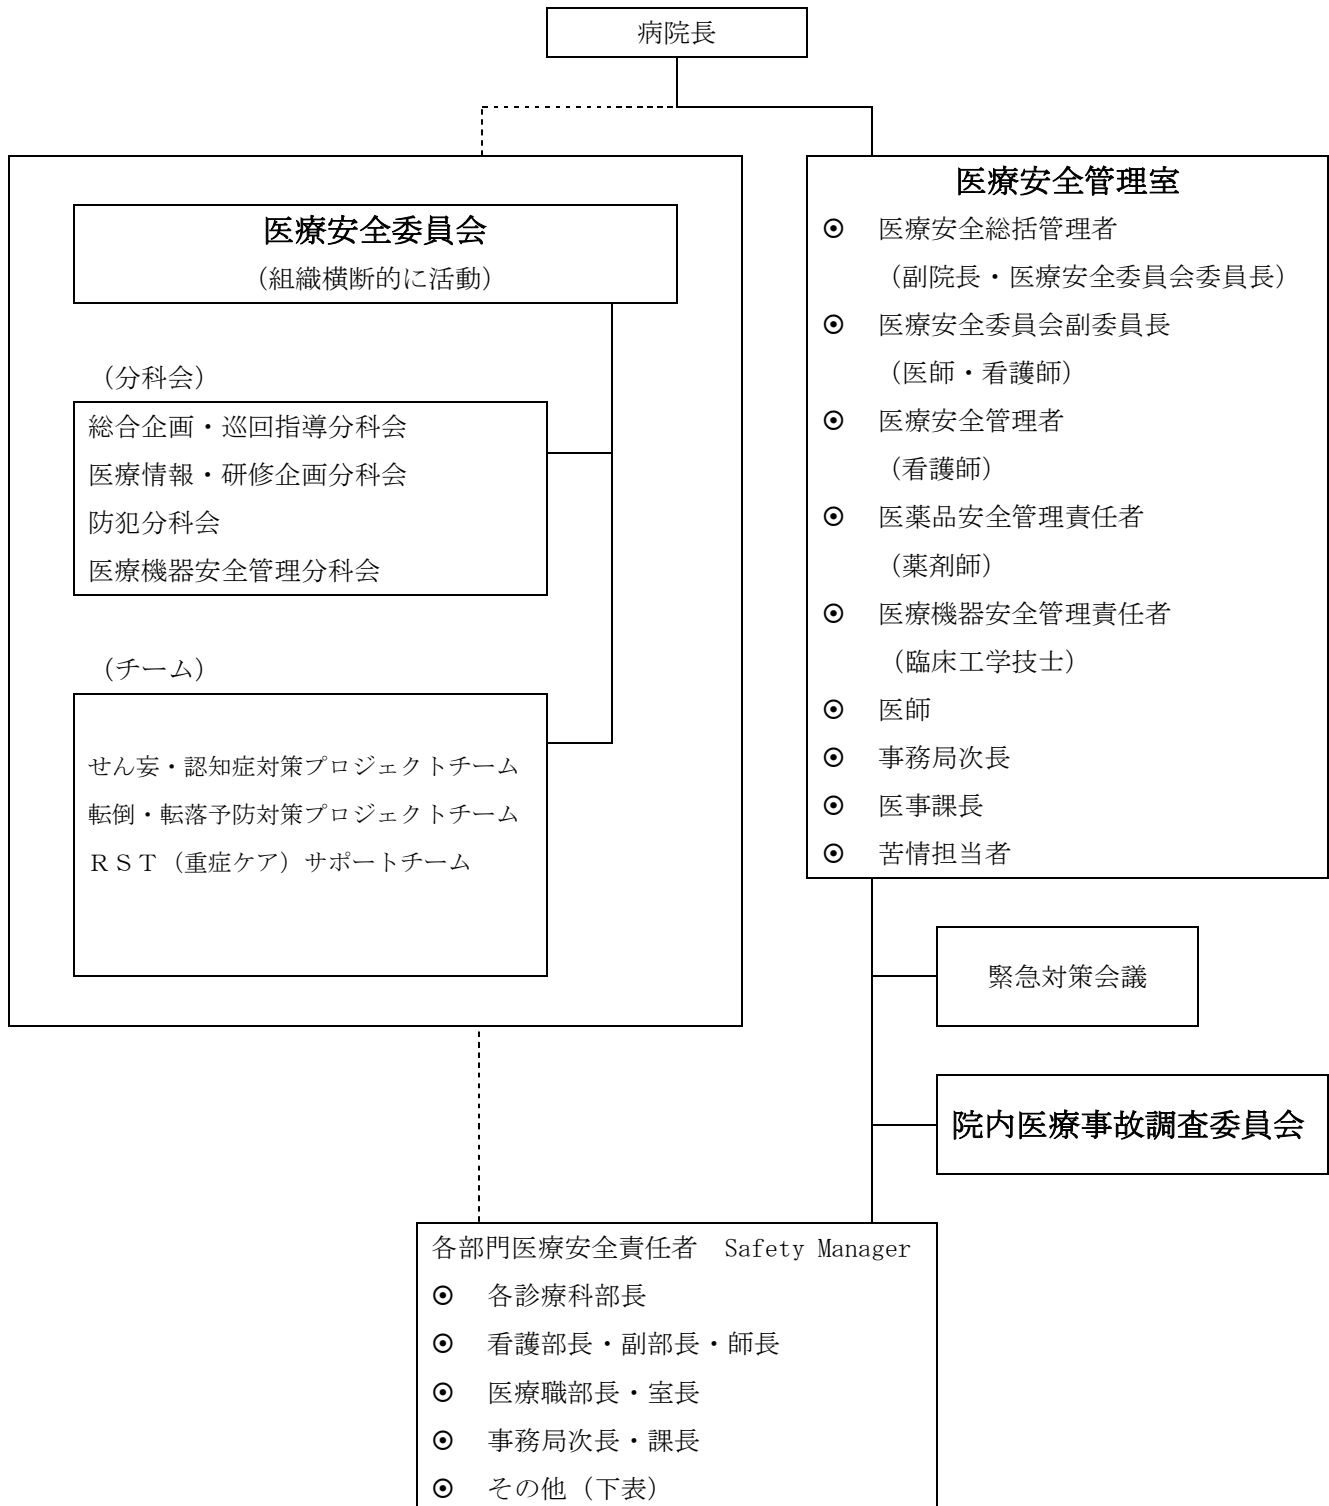 病院長
医療安全委員会
（組織横断的に活動）
（分科会）
総合企画・巡回指導分科会
医療情報・研修企画分科会
防犯分科会
医療機器安全管理分科会
（チーム）
せん妄・認知症対策プロジェクトチーム
転倒・転落予防対策プロジェクトチーム
ＲＳＴ（重症ケア）サポートチーム
医療安全管理室
医療安全総括管理者
（副院長・医療安全委員会委員長）
医療安全委員会副委員長
（医師・看護師）
医療安全管理者
（看護師）
医薬品安全管理責任者
（薬剤師）
医療機器安全管理責任者
（臨床工学技士）
医師
事務局次長
医事課長
苦情担当者
緊急対策会議
院内医療事故調査委員会
各部門医療安全責任者　Safety Manager
各診療科部長
看護部長・副部長・師長
医療職部長・室長
事務局次長・課長
その他（下表）